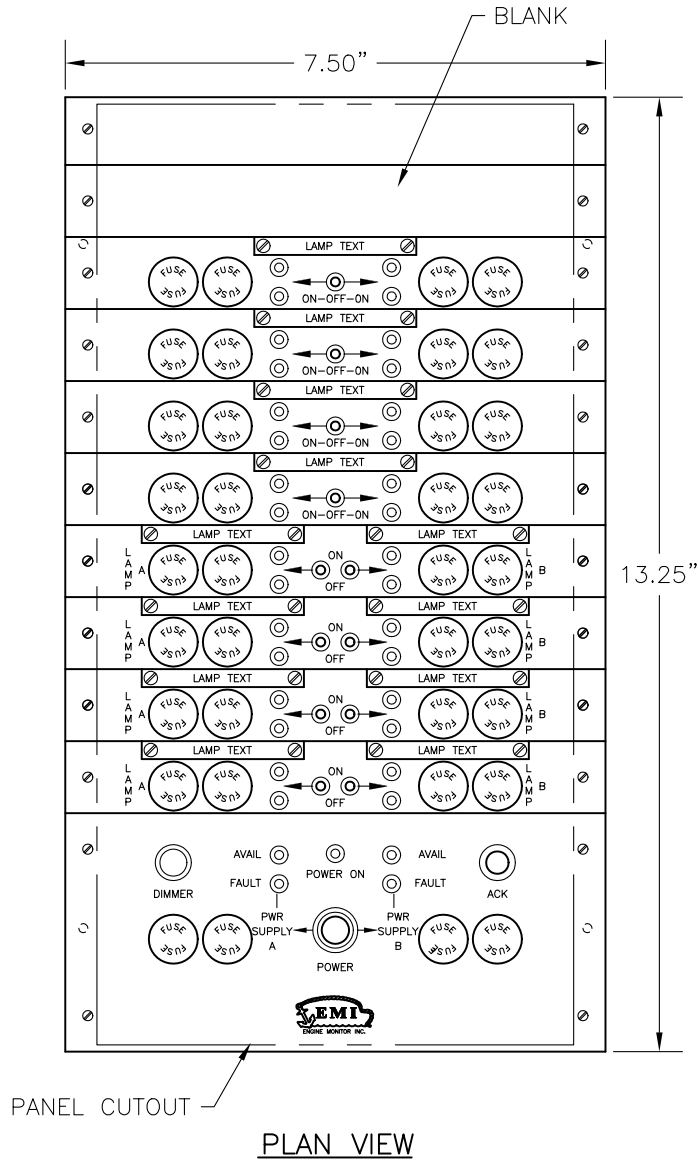 BLANK
7.50"
LAMP TEXT
FUSE FUSE FUSE FUSE
FUSE FUSE FUSE FUSE
ON-OFF-ON
LAMP TEXT
FUSE FUSE FUSE FUSE
FUSE FUSE FUSE FUSE
ON-OFF-ON
LAMP TEXT
FUSE FUSE FUSE FUSE
FUSE FUSE FUSE FUSE
ON-OFF-ON
LAMP TEXT
FUSE FUSE FUSE FUSE
FUSE FUSE FUSE FUSE
ON-OFF-ON
LAMP TEXT LAMP TEXT
LAMP A FUSE FUSE ON FUSE FUSE LAMP B
FUSE FUSE OFF FUSE FUSE
13.25"
LAMP TEXT LAMP TEXT
LAMP A FUSE FUSE ON FUSE FUSE LAMP B
FUSE FUSE OFF FUSE FUSE
LAMP TEXT LAMP TEXT
LAMP A FUSE FUSE ON FUSE FUSE LAMP B
FUSE FUSE OFF FUSE FUSE
LAMP TEXT LAMP TEXT
LAMP A FUSE FUSE ON FUSE FUSE LAMP B
FUSE FUSE OFF FUSE FUSE
AVAIL AVAIL
POWER ON
FAULT FAULT
DIMMER ACK
PWR SUPPLY A
PWR SUPPLY B
FUSE FUSE FUSE FUSE
FUSE FUSE FUSE FUSE
POWER
EMI
ENGINE MONITOR INC.
PANEL CUTOUT
PLAN VIEW